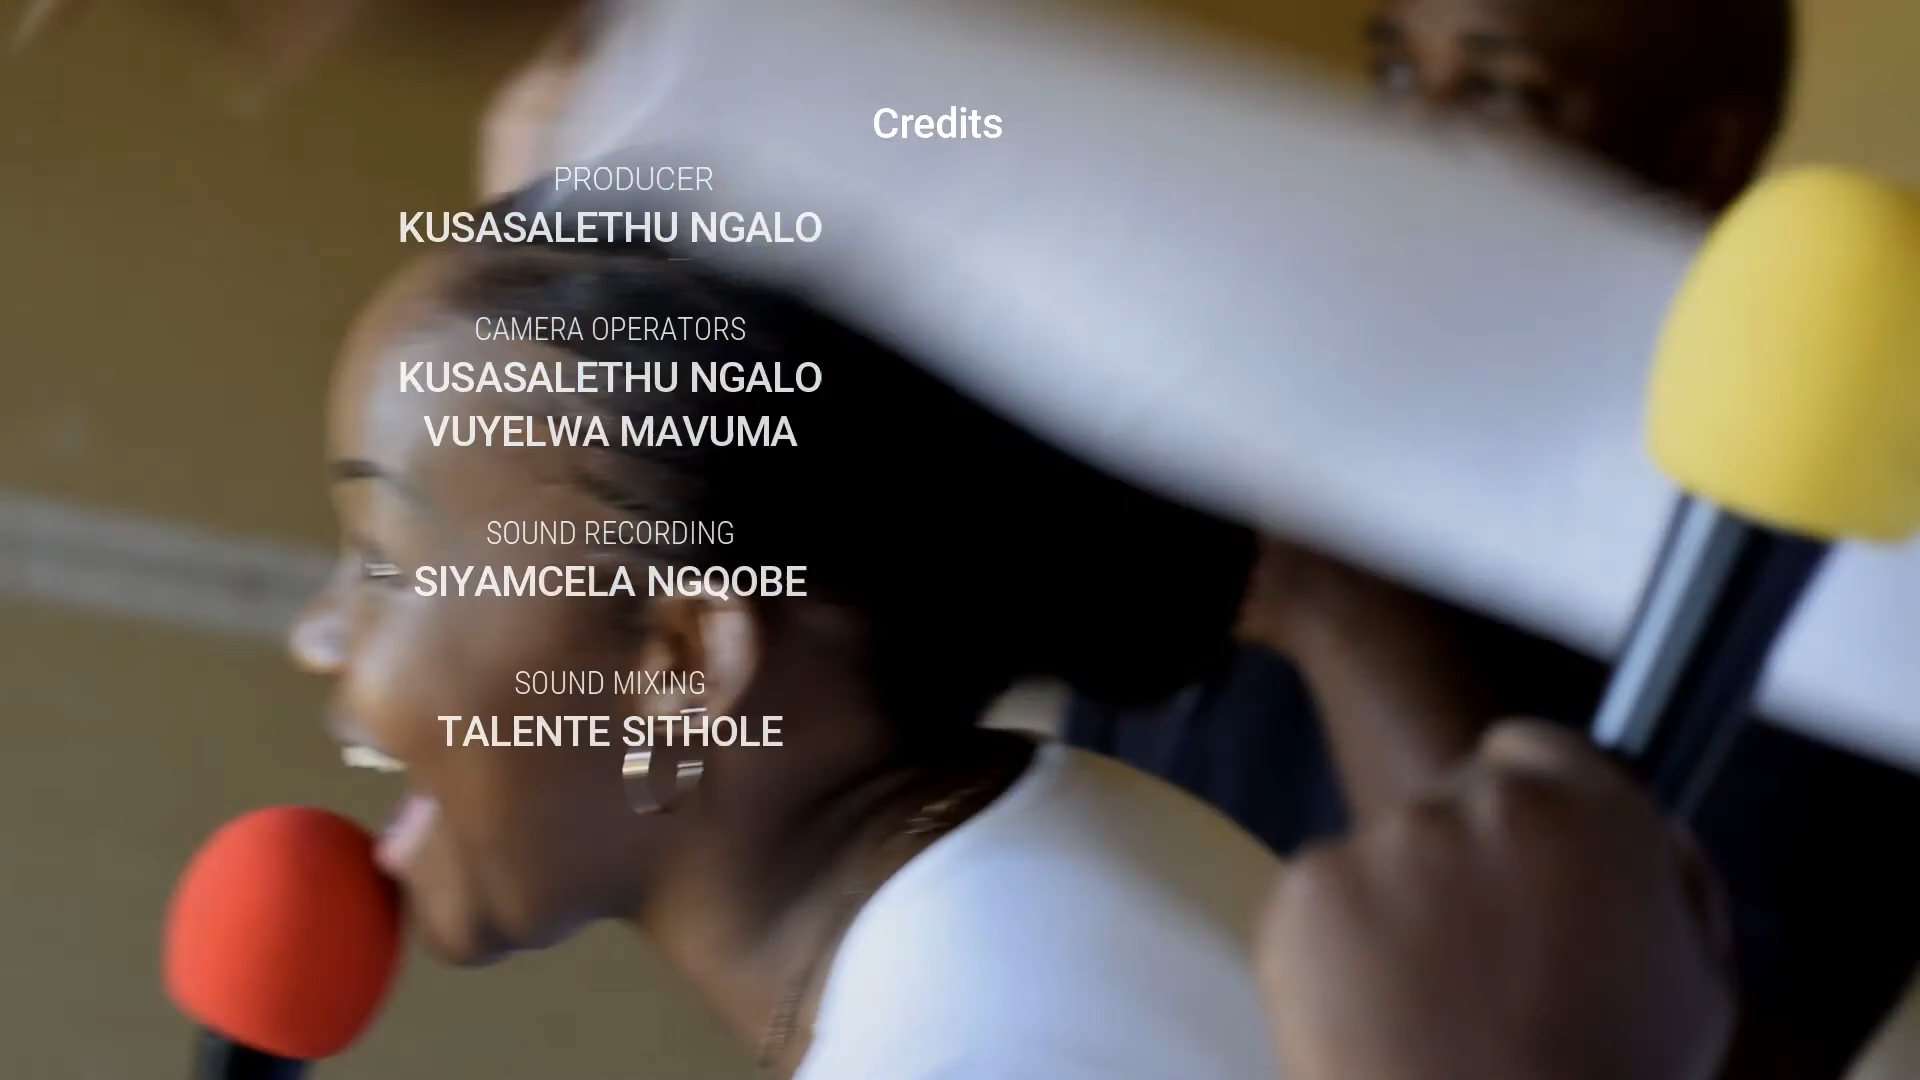 Credits
PRODUCER
KUSASALETHU NGALO
CAMERA OPERATORS
KUSASALETHU NGALO
VUYELWA MAVUMA
SOUND RECORDING
SIYAMCELA NGQOBE
SOUND MIXING
TALENTE SITHOLE